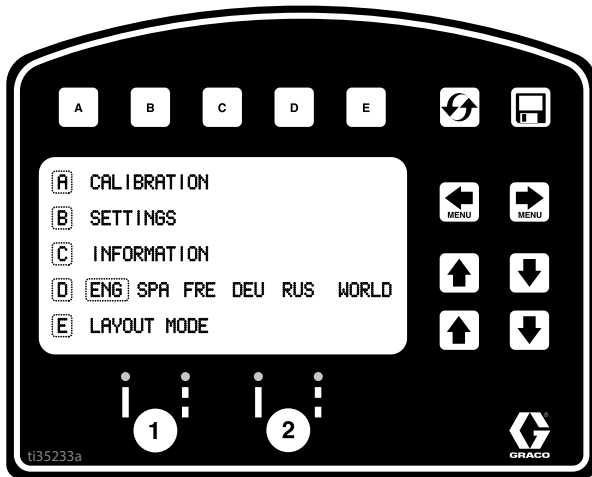 A B C D E
A CALIBRATION
B SETTINGS
MENU MENU
C INFORMATION
D ENG SPA FRE DEU RUS WORLD
E LAYOUT MODE
1 2
ti35233a
GRACO